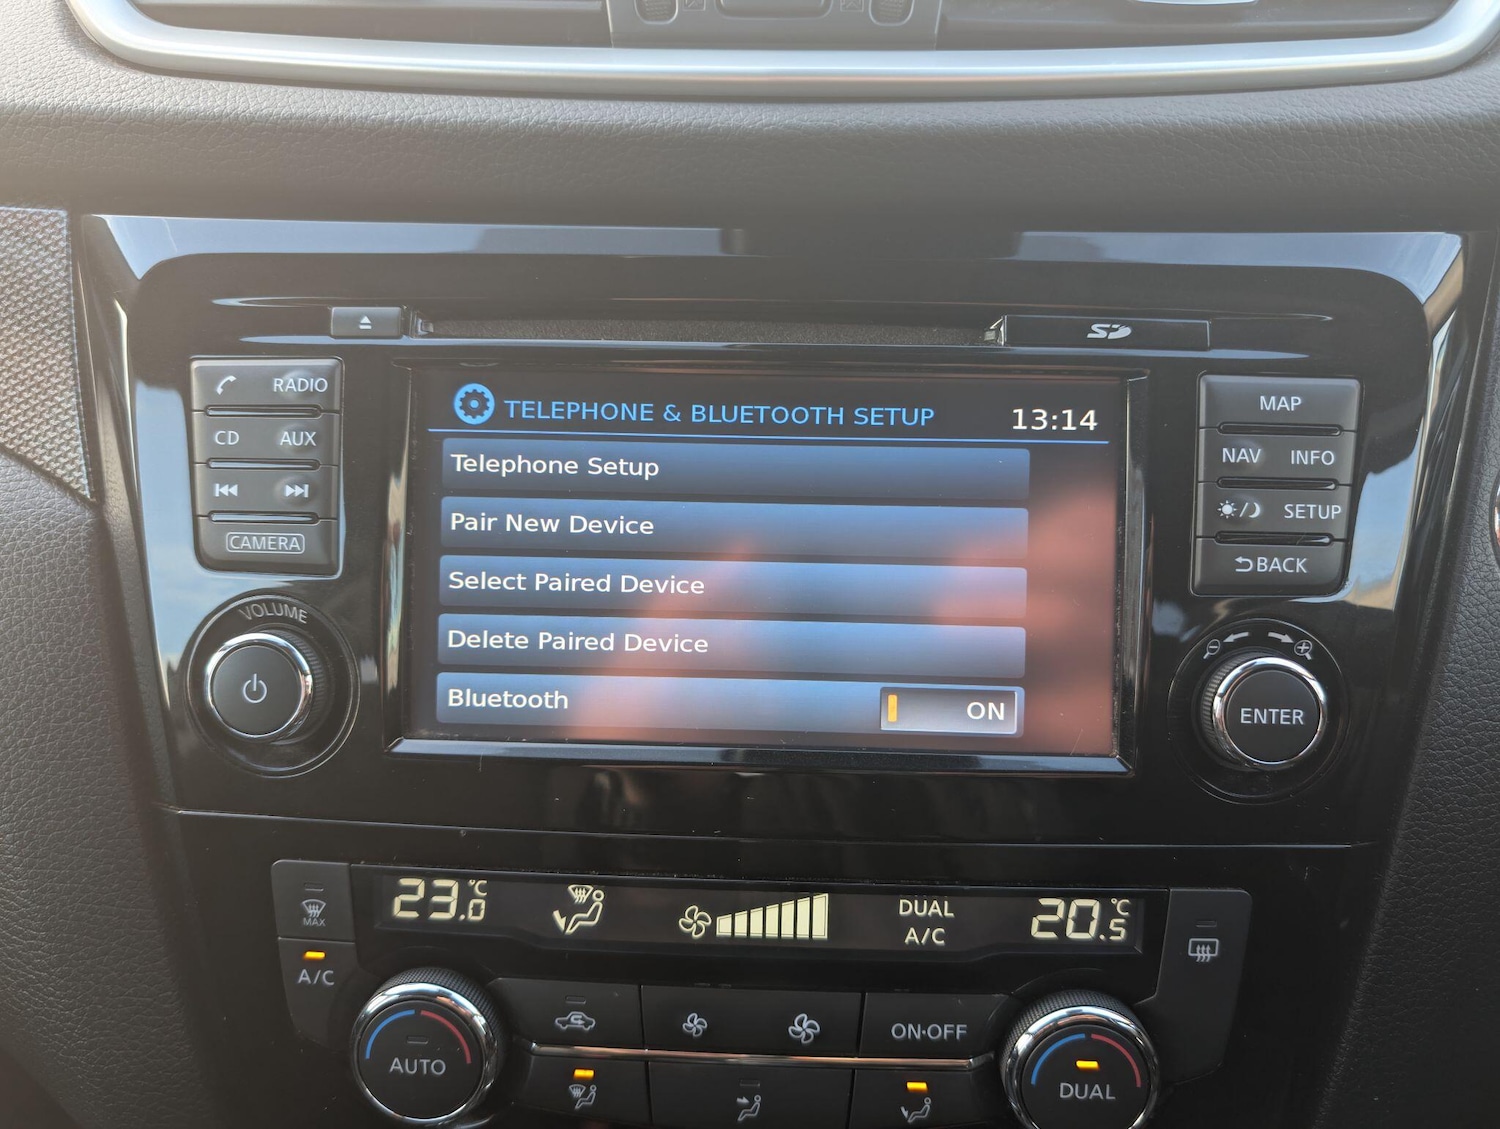 SD
RADIO
CD AUX
CAMERA
VOLUME
TELEPHONE & BLUETOOTH SETUP 13:14
Telephone Setup
Pair New Device
Select Paired Device
Delete Paired Device
Bluetooth ON
MAP
NAV INFO
SETUP
BACK
ENTER
MAX
A/C
23.0°C
DUAL
A/C
20.5°C
AUTO
ON·OFF
DUAL